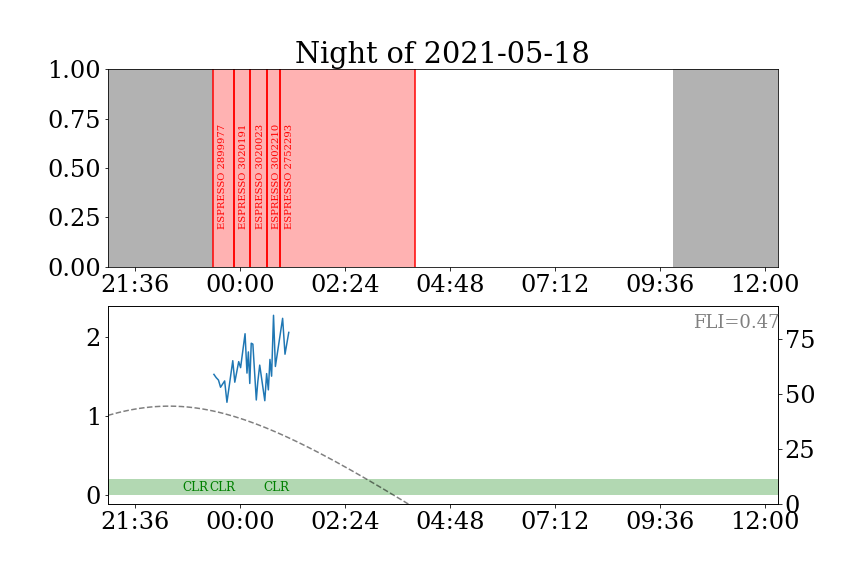 Night of 2021-05-18
1.00
0.75
0.50
0.25
0.00
ESPRESSO 2899977
ESPRESSO 3020191
ESPRESSO 3020023
ESPRESSO 3002210
ESPRESSO 2752293
21:36 00:00 02:24 04:48 07:12 09:36 12:00
FLI=0.47
2
1
0
75
50
25
0
CLR CLR CLR
21:36 00:00 02:24 04:48 07:12 09:36 12:00